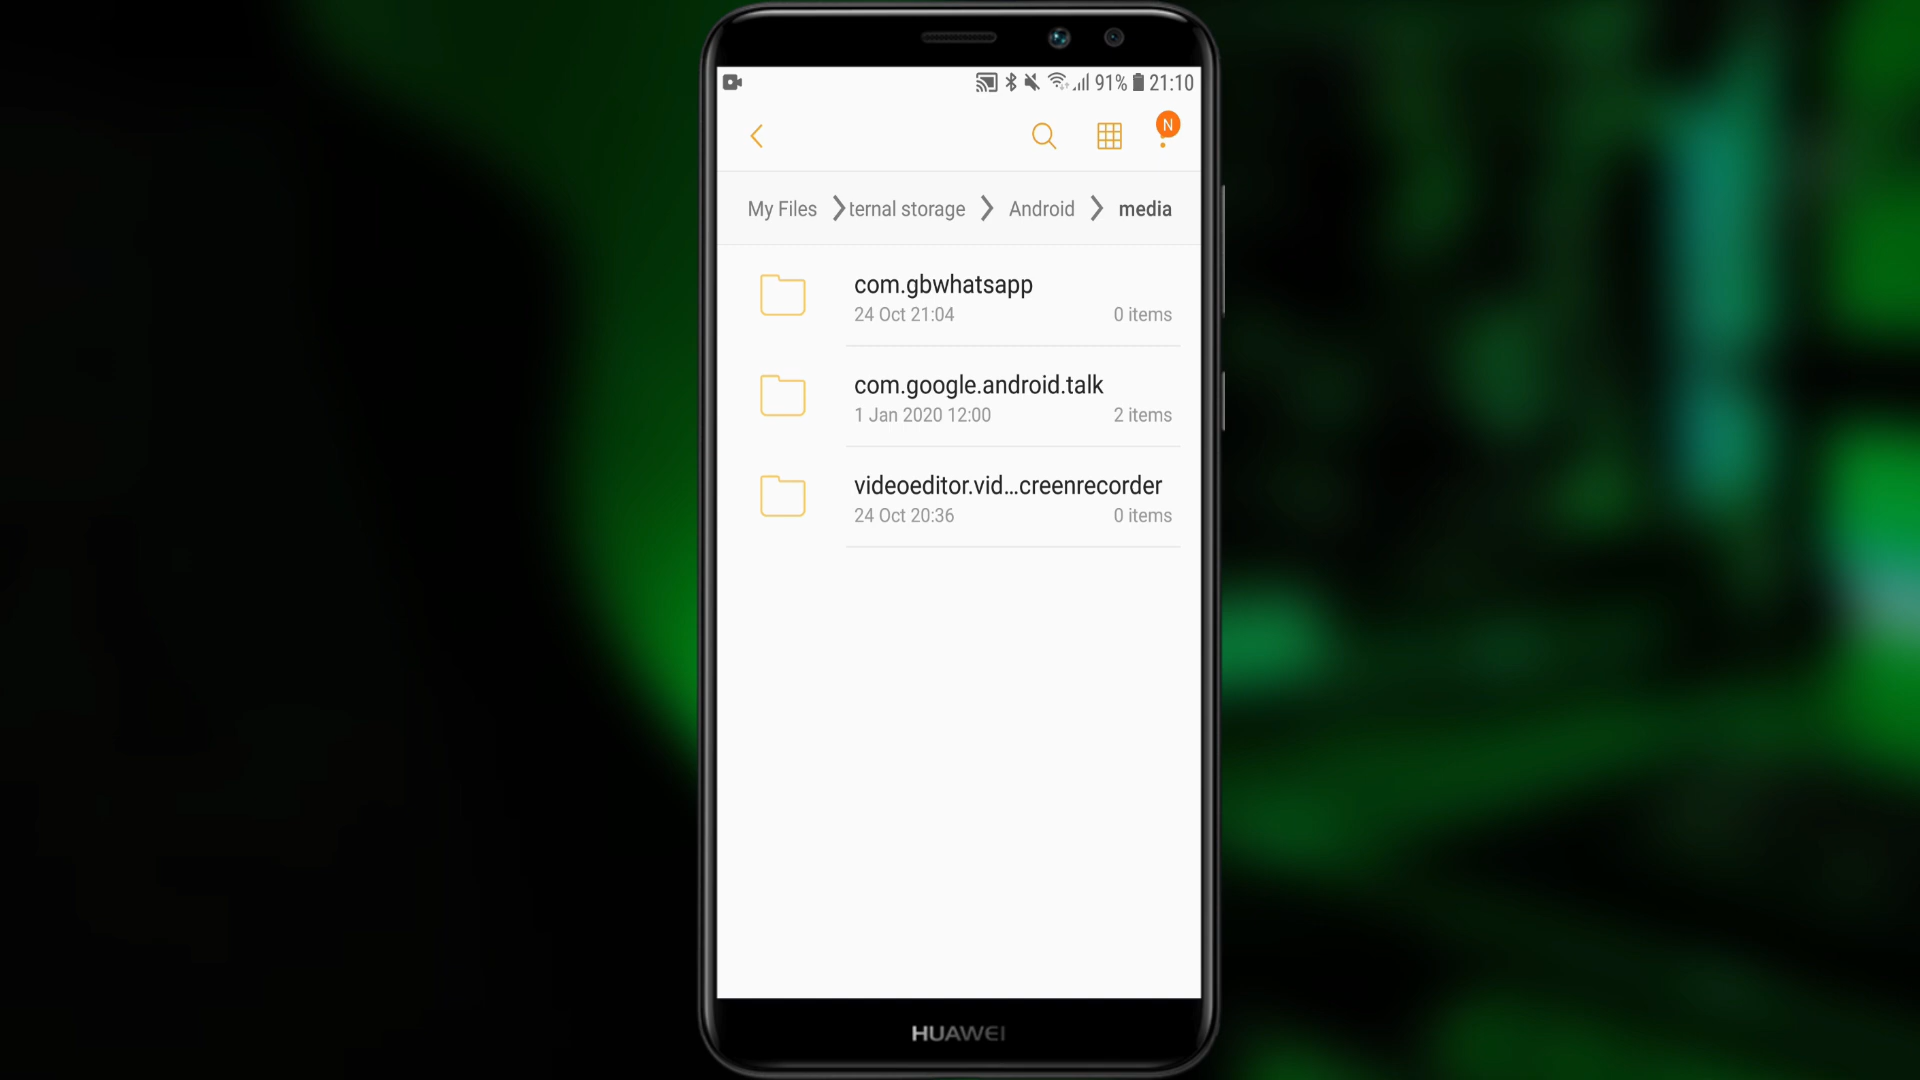 91% 21:10
N
My Files ternal storage Android media
com.gbwhatsapp
24 Oct 21:04 0 items
com.google.android.talk
1 Jan 2020 12:00 2 items
videoeditor.vid...creenrecorder
24 Oct 20:36 0 items
HUAWEI